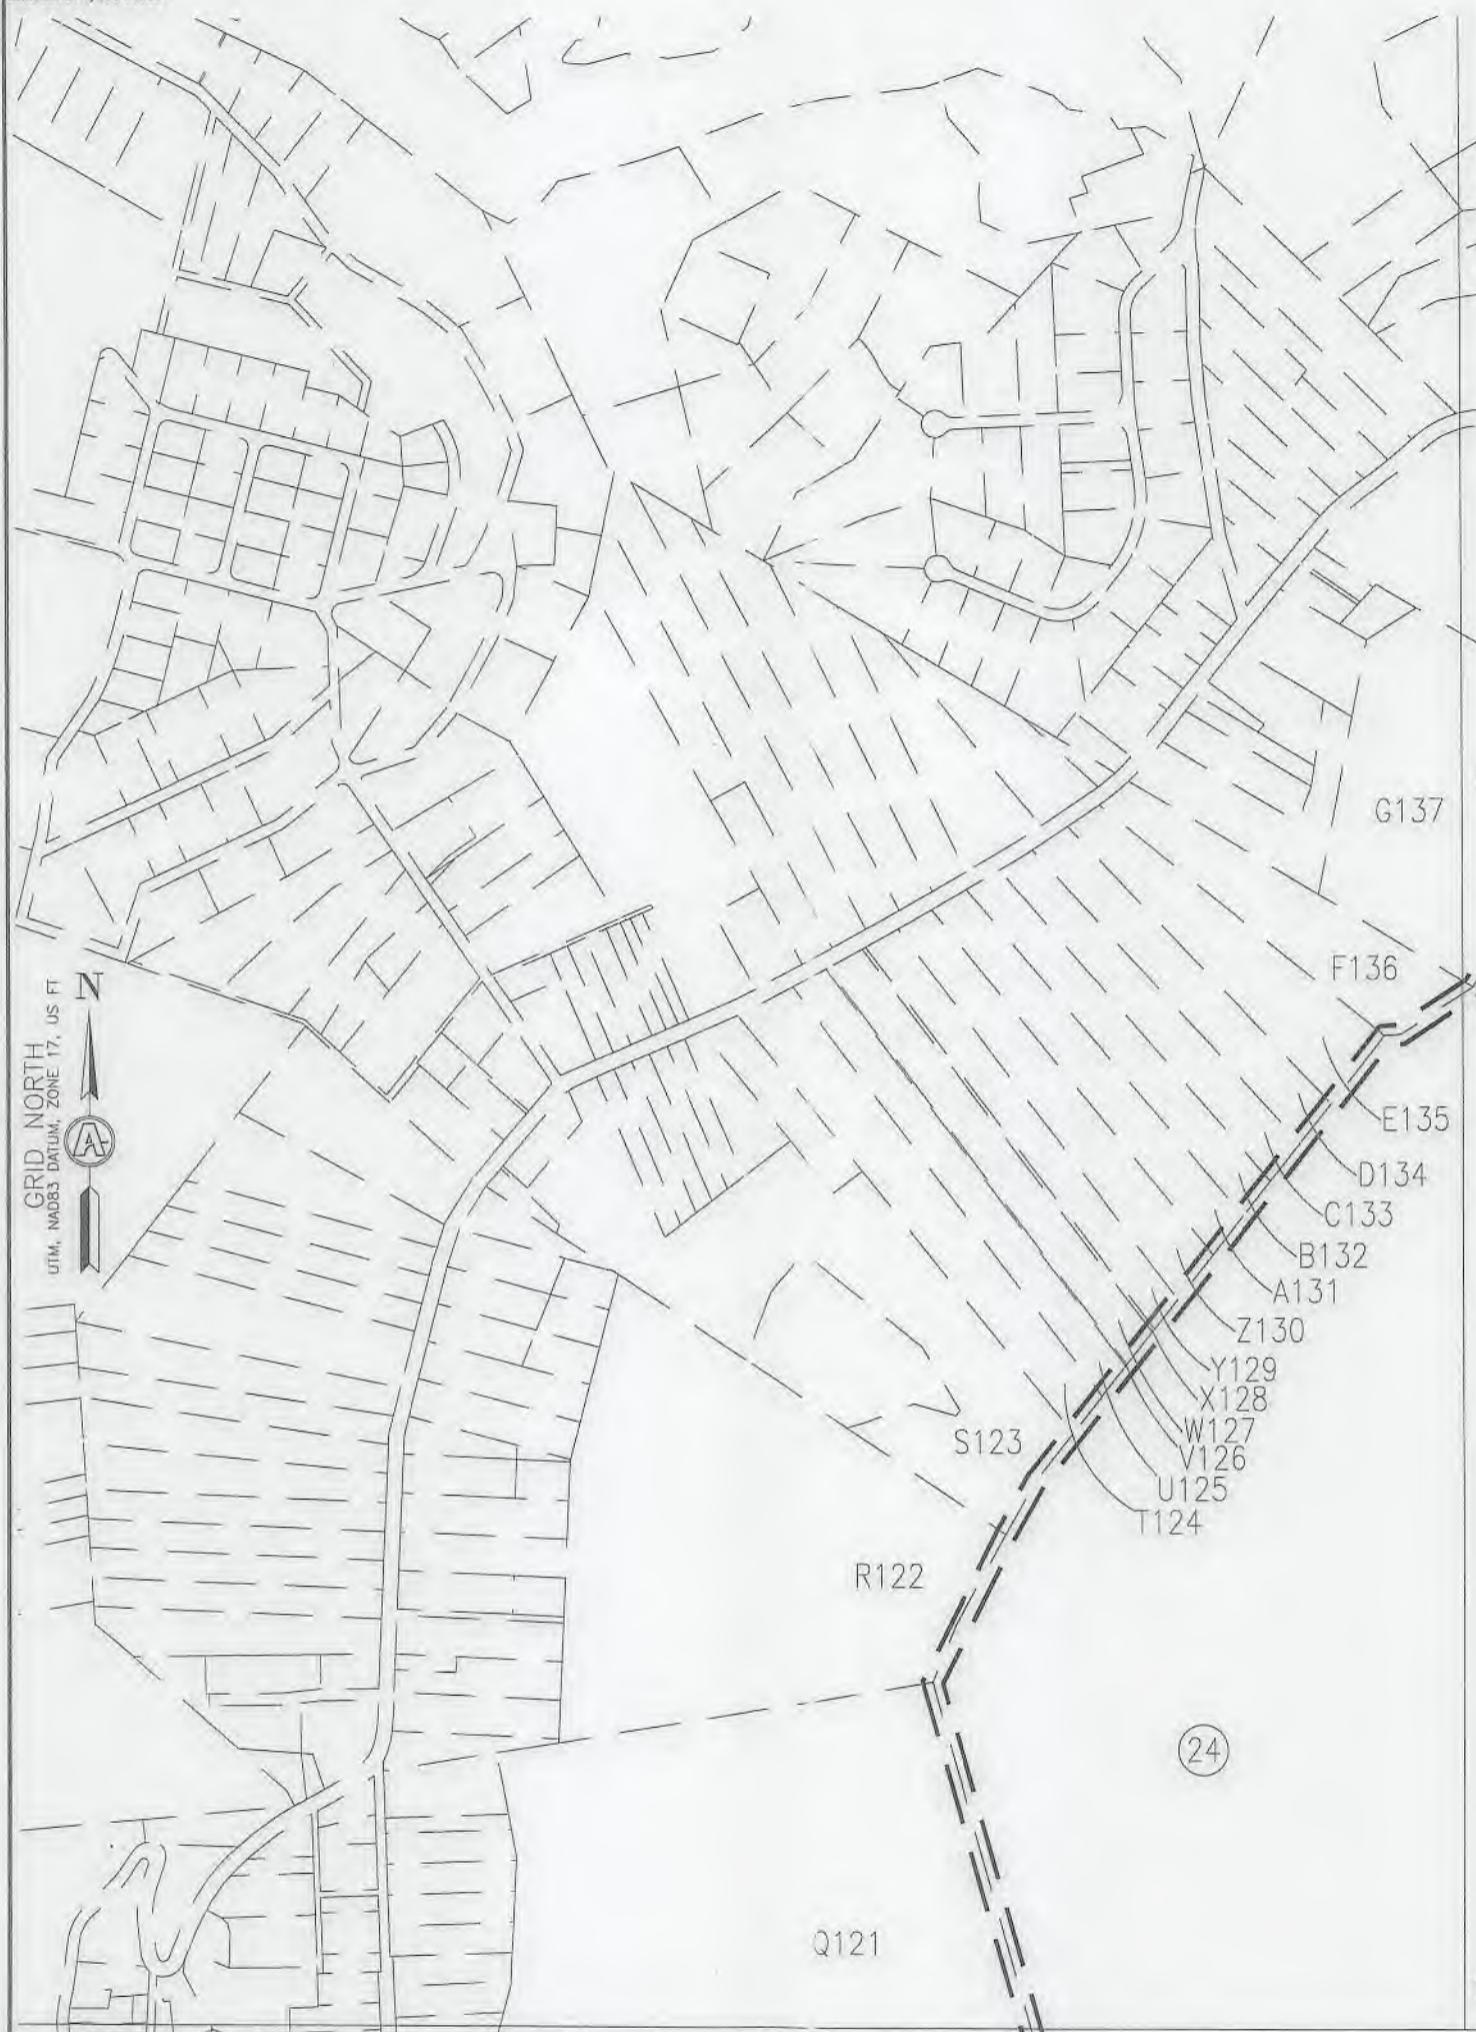 G137
F136
N
GRID NORTH
UTM, NAD83 DATUM, ZONE 17, US FT
A
E135
D134
C133
B132
A131
Z130
Y129
X128
W127
V126
U125
T124
S123
R122
24
Q121